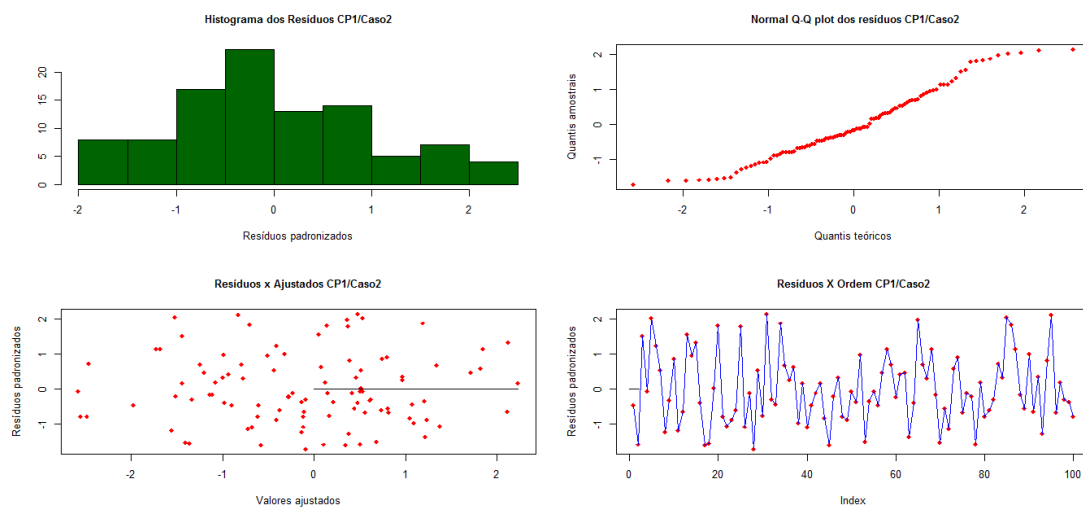 Histograma dos Resíduos CP1/Caso2
20
15
10
5
0
-2 -1 0 1 2
Resíduos padronizados
Normal Q-Q plot dos resíduos CP1/Caso2
Quantis amostrais
2
1
0
-1
-2 -1 0 1 2
Quantis teóricos
Resíduos x Ajustados CP1/Caso2
Resíduos padronizados
2
1
0
-1
-2 -1 0 1 2
Valores ajustados
Resíduos X Ordem CP1/Caso2
Resíduos padronizados
2
1
0
-1
0 20 40 60 80 100
Index